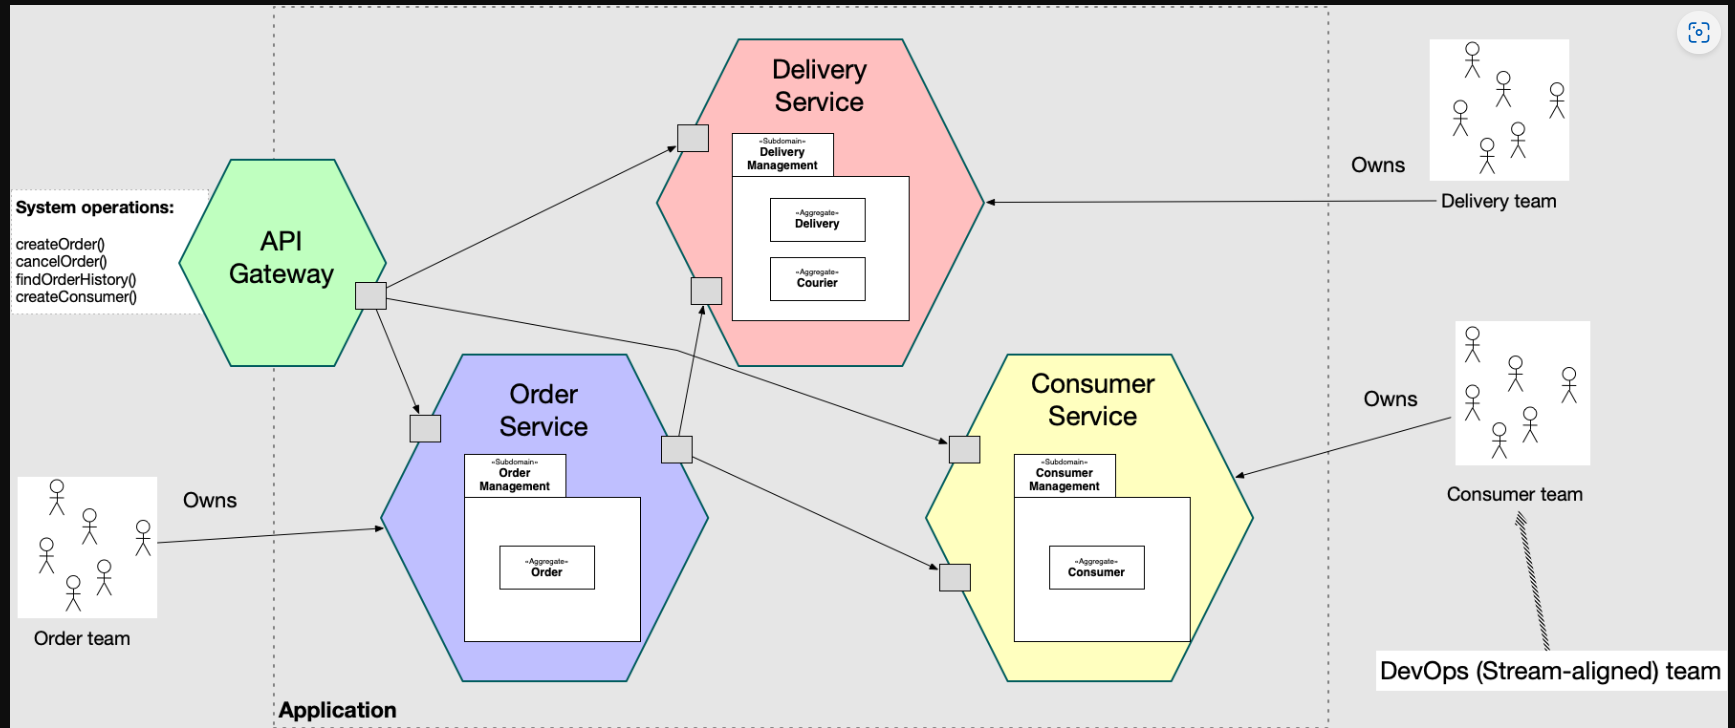 Delivery
Service
«Subdomain»
Delivery
Management
«Aggregate»
Delivery
«Aggregate»
Courier
Owns
Delivery team
System operations:
createOrder()
cancelOrder()
findOrderHistory()
createConsumer()
API
Gateway
Order
Service
«Subdomain»
Order
Management
«Aggregate»
Order
Consumer
Service
«Subdomain»
Consumer
Management
«Aggregate»
Consumer
Owns
Consumer team
Owns
Order team
DevOps (Stream-aligned) team
Application